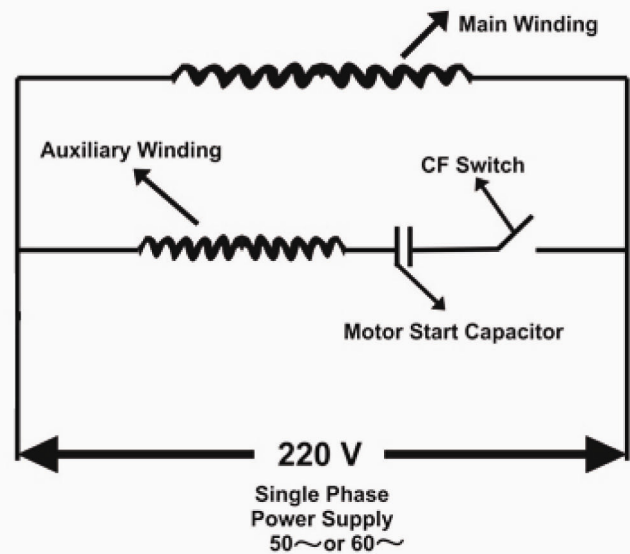 Main Winding
Auxiliary Winding
CF Switch
Motor Start Capacitor
220 V
Single Phase
Power Supply
50~or 60~